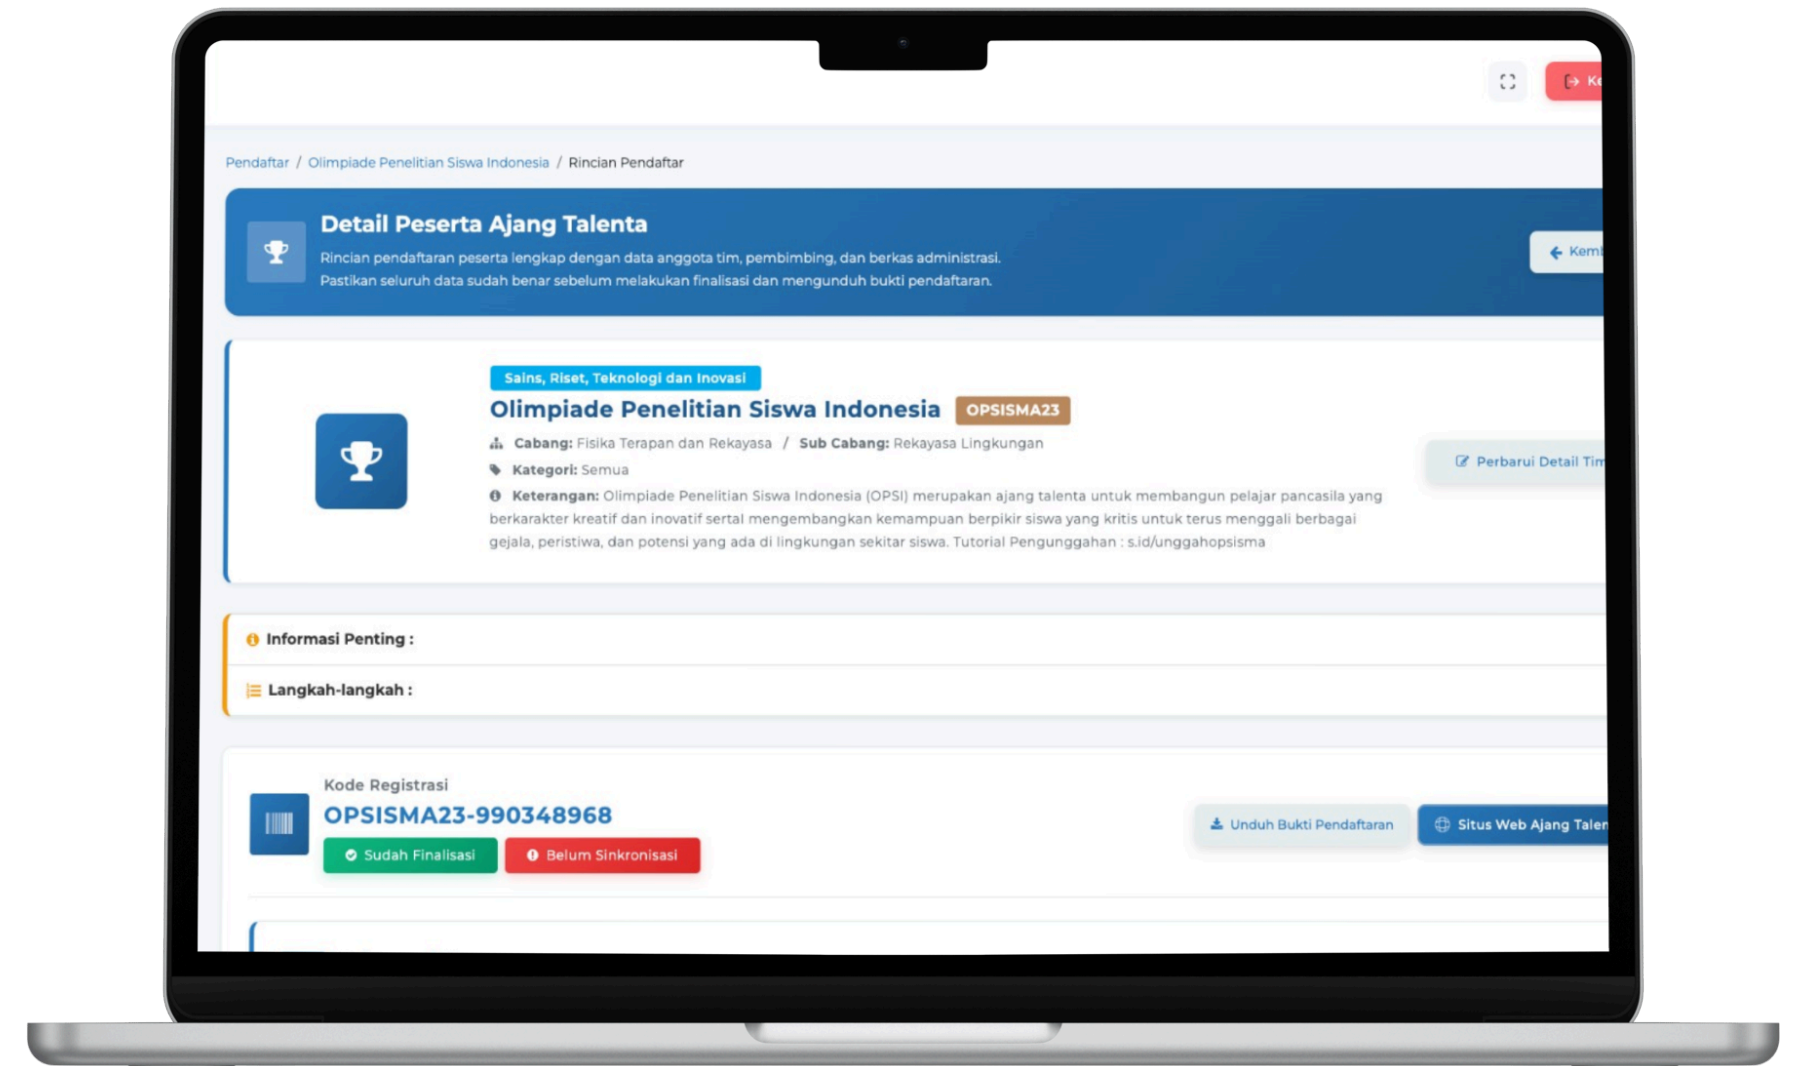 Pendaftar / Olimpiade Penelitian Siswa Indonesia / Rincian Pendaftar
Detail Peserta Ajang Talenta
Rincian pendaftaran peserta lengkap dengan data anggota tim, pembimbing, dan berkas administrasi.
Pastikan seluruh data sudah benar sebelum melakukan finalisasi dan mengunduh bukti pendaftaran.
Sains, Riset, Teknologi dan Inovasi
Olimpiade Penelitian Siswa Indonesia OPSISMA23
Cabang: Fisika Terapan dan Rekayasa / Sub Cabang: Rekayasa Lingkungan
Kategori: Semua
Perbarui Detail Tim
Keterangan: Olimpiade Penelitian Siswa Indonesia (OPSI) merupakan ajang talenta untuk membangun pelajar pancasila yang
berkarakter kreatif dan inovatif sertal mengembangkan kemampuan berpikir siswa yang kritis untuk terus menggali berbagai
gejala, peristiwa, dan potensi yang ada di lingkungan sekitar siswa. Tutorial Pengunggahan : s.id/unggahopsisma
Informasi Penting :
Langkah-langkah :
Kode Registrasi
OPSISMA23-990348968
Sudah Finalisasi Belum Sinkronisasi
Unduh Bukti Pendaftaran
Situs Web Ajang Talen